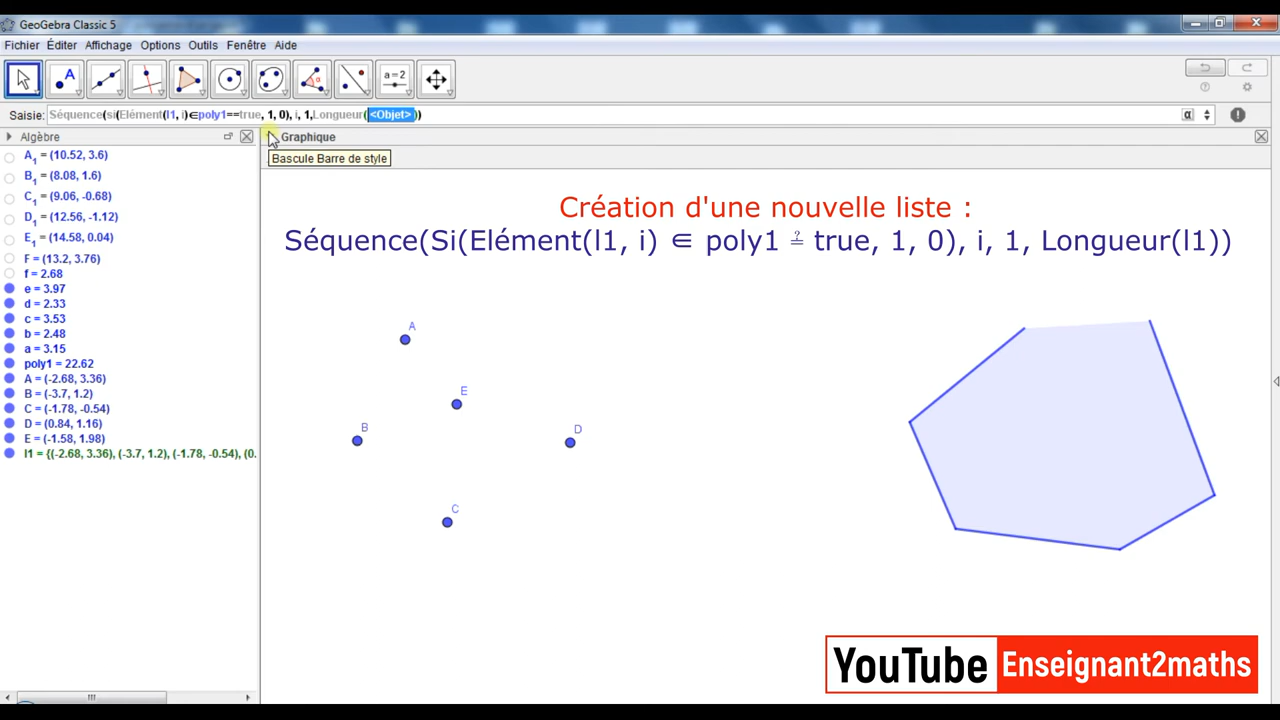 GeoGebra Classic 5
Fichier Éditer Affichage Options Outils Fenêtre Aide
A
a = 2
Saisie: Séquence(si(Elément(l1, i)∈poly1==true, 1, 0), i, 1,Longueur(<Objet>))
α
Algèbre
Graphique
Bascule Barre de style
A1 = (10.52, 3.6)
B1 = (8.08, 1.6)
C1 = (9.06, -0.68)
D1 = (12.56, -1.12)
E1 = (14.58, 0.04)
F = (13.2, 3.76)
f = 2.68
e = 3.97
d = 2.33
c = 3.53
b = 2.48
a = 3.15
poly1 = 22.62
A = (-2.68, 3.36)
B = (-3.7, 1.2)
C = (-1.78, -0.54)
D = (0.84, 1.16)
E = (-1.58, 1.98)
l1 = {(-2.68, 3.36), (-3.7, 1.2), (-1.78, -0.54), (0.
Création d'une nouvelle liste :
Séquence(Si(Elément(l1, i) ∈ poly1 ≟ true, 1, 0), i, 1, Longueur(l1))
A
E
B
D
C
YouTube Enseignant2maths